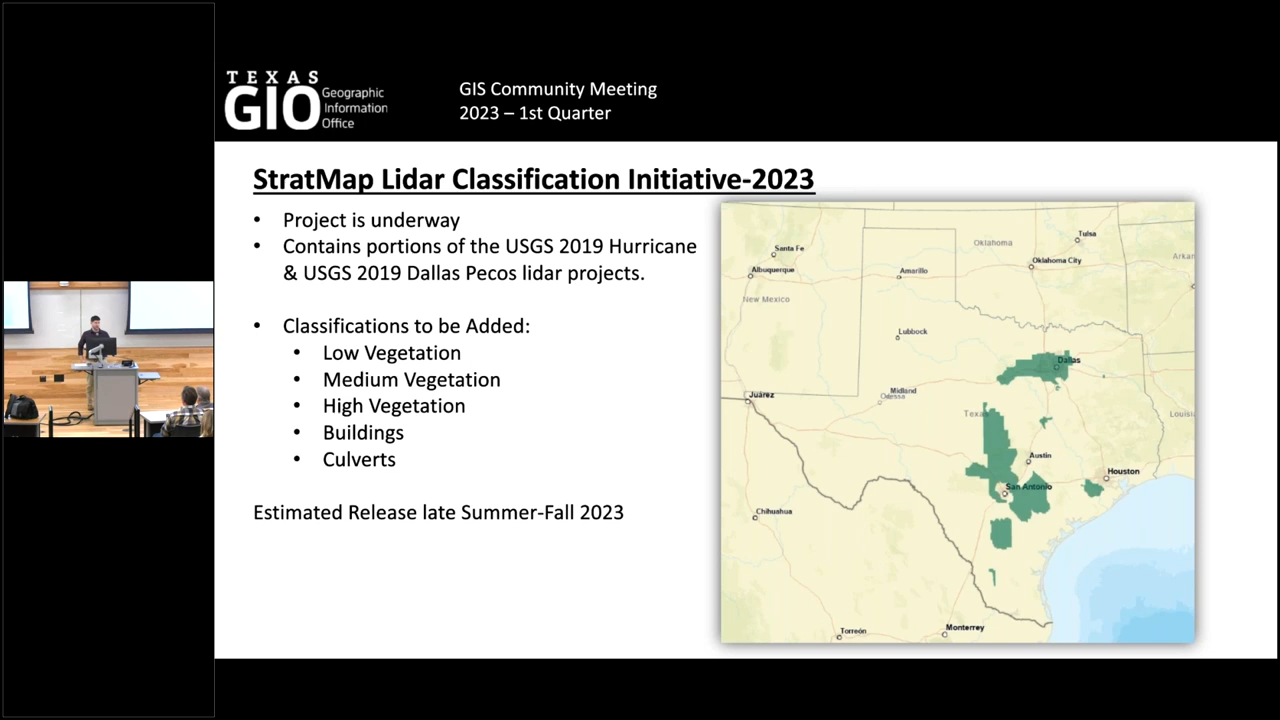 TEXAS
GIO
Geographic
Information
Office
GIS Community Meeting
2023 – 1st Quarter
StratMap Lidar Classification Initiative-2023
• Project is underway
• Contains portions of the USGS 2019 Hurricane
& USGS 2019 Dallas Pecos lidar projects.
• Classifications to be Added:
• Low Vegetation
• Medium Vegetation
• High Vegetation
• Buildings
• Culverts
Estimated Release late Summer-Fall 2023
Tulsa
Oklahoma
Santa Fe
Oklahoma City
Arkan
Albuquerque
Amarillo
New Mexico
Lubbock
Dallas
Midland
Odessa
Juárez
Texas
Louisi
Austin
Houston
San Antonio
Chihuahua
Torreón
Monterrey